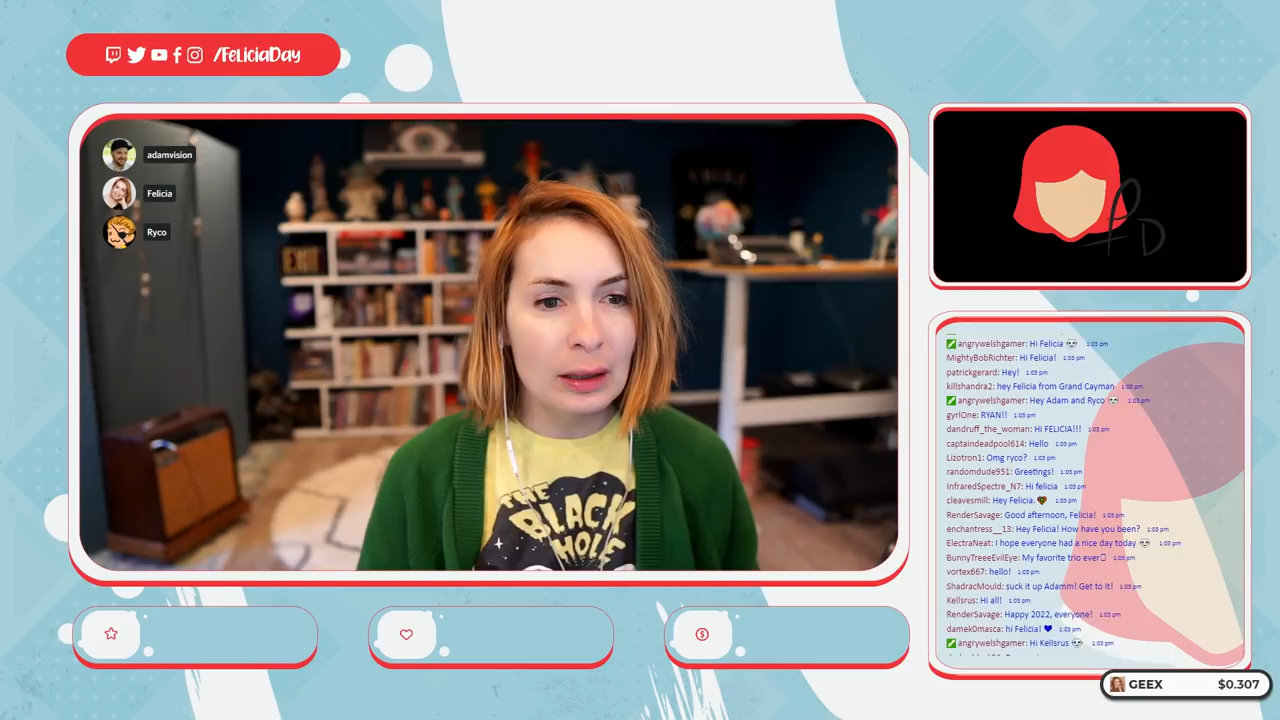 /FeLiciaDay
adamvision
Felicia
Ryco
EXIT
THE
BLACK
HOLE
FD
angrywelshgamer: Hi Felicia 1:03 pm
MightyBobRichter: Hi Felicia! 1:03 pm
patrickgerard: Hey! 1:03 pm
killshandra2: hey Felicia from Grand Cayman 1:03 pm
angrywelshgamer: Hey Adam and Ryco 1:03 pm
gyrlOne: RYAN!! 1:03 pm
dandruff_the_woman: Hi FELICIA!!! 1:03 pm
captaindeadpool614: Hello 1:03 pm
Lizotron1: Omg ryco? 1:03 pm
randomdude951: Greetings! 1:03 pm
InfraredSpectre_N7: Hi felicia 1:03 pm
cleavesmill: Hey Felicia. 1:03 pm
RenderSavage: Good afternoon, Felicia! 1:03 pm
enchantress__13: Hey Felicia! How have you been? 1:03 pm
ElectraNeat: I hope everyone had a nice day today 1:03 pm
BunnyTreeeEvilEye: My favorite trio ever 1:03 pm
vortex667: hello! 1:03 pm
ShadracMould: suck it up Adamm! Get to it! 1:03 pm
Kellsrus: Hi all! 1:03 pm
RenderSavage: Happy 2022, everyone! 1:03 pm
damek0masca: hi Felicia! 1:03 pm
angrywelshgamer: Hi Kellsrus 1:03 pm
GEEX $0.307